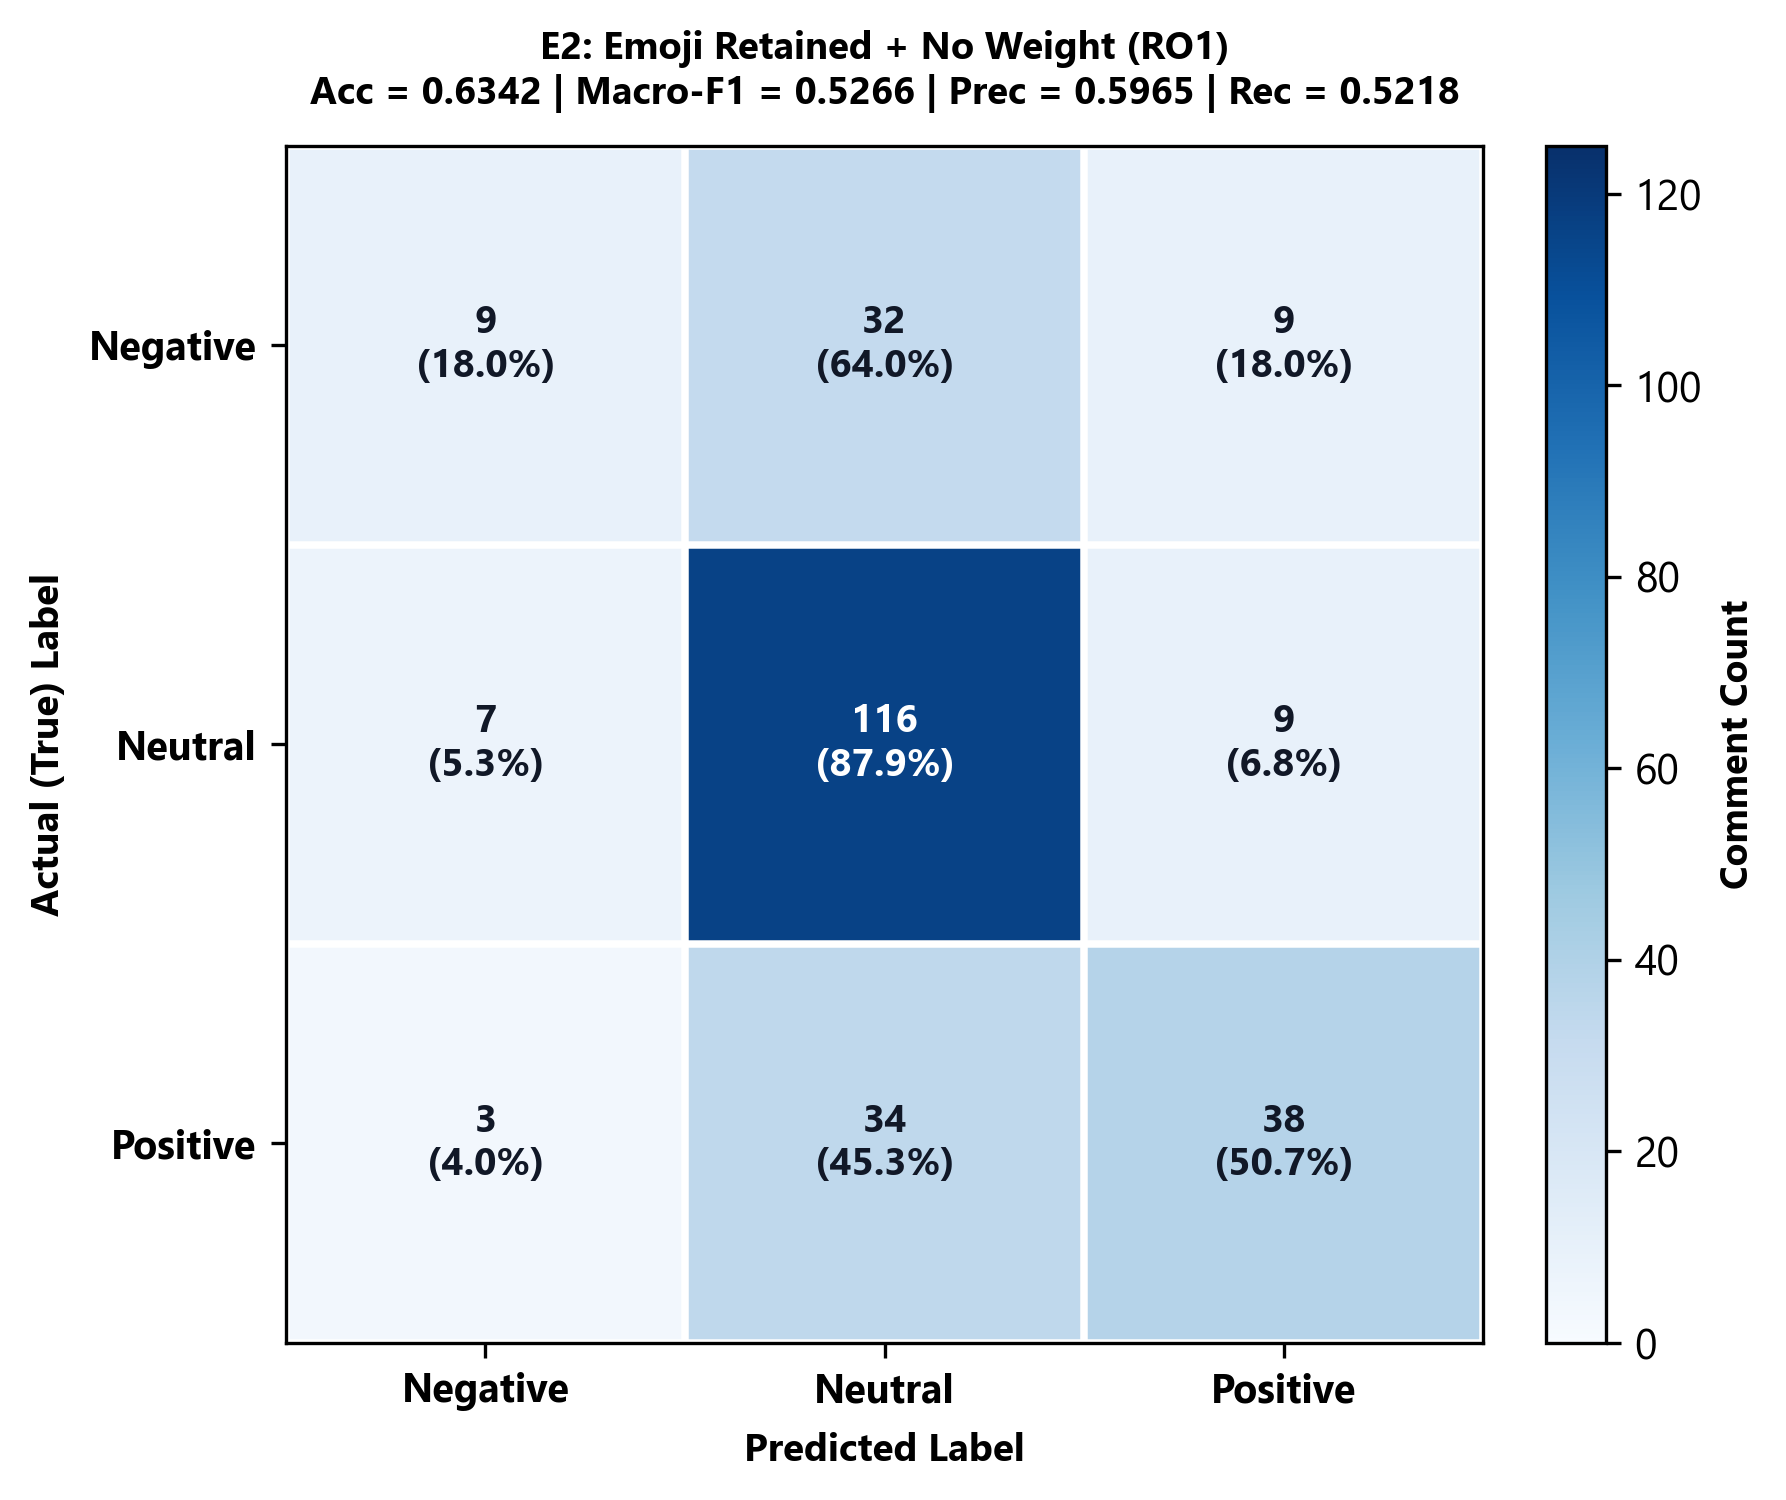 E2: Emoji Retained + No Weight (RO1)
Acc = 0.6342 | Macro-F1 = 0.5266 | Prec = 0.5965 | Rec = 0.5218
Actual (True) Label
Negative
9
(18.0%)
32
(64.0%)
9
(18.0%)
Neutral
7
(5.3%)
116
(87.9%)
9
(6.8%)
Positive
3
(4.0%)
34
(45.3%)
38
(50.7%)
Negative
Neutral
Positive
Predicted Label
120
100
80
60
40
20
0
Comment Count